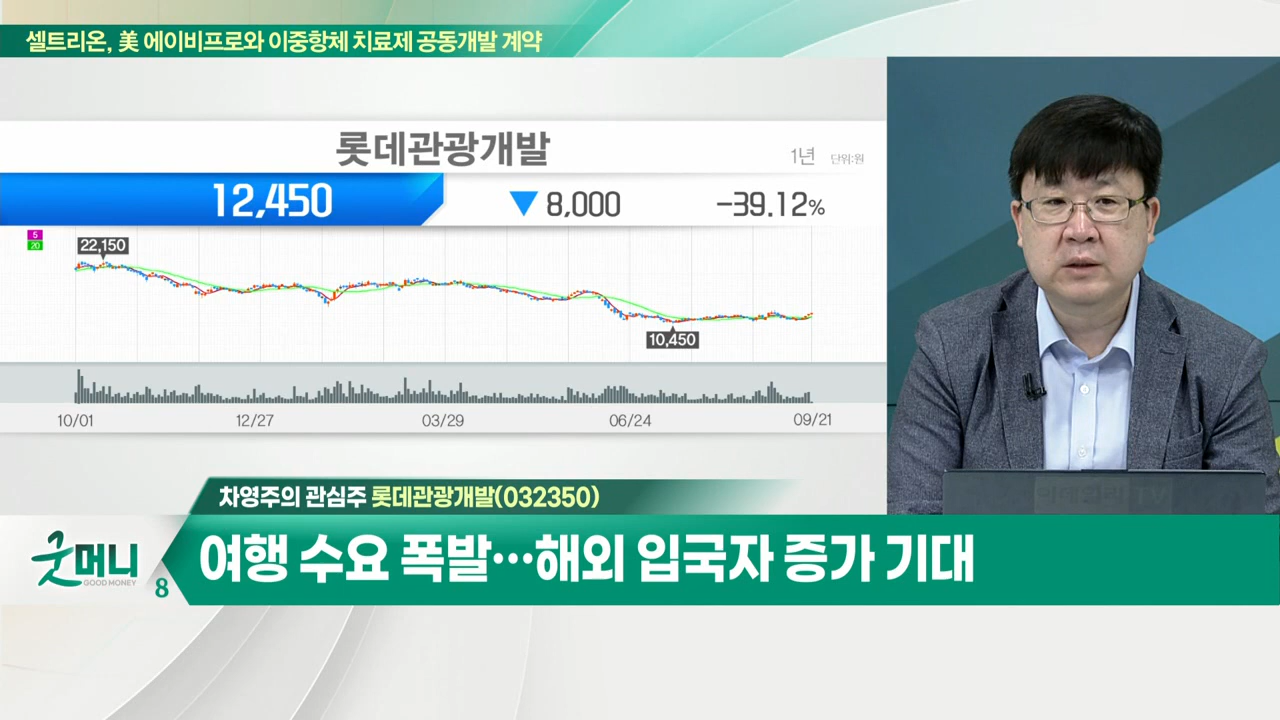 셀트리온, 美 에이비프로와 이중항체 치료제 공동개발 계약
롯데관광개발
1년 단위:원
12,450 ▼8,000 -39.12%
5
20
22,150
10,450
10/01 12/27 03/29 06/24 09/21
차영주의 관심주 롯데관광개발(032350)
굿머니
GOOD MONEY
8
여행 수요 폭발…해외 입국자 증가 기대